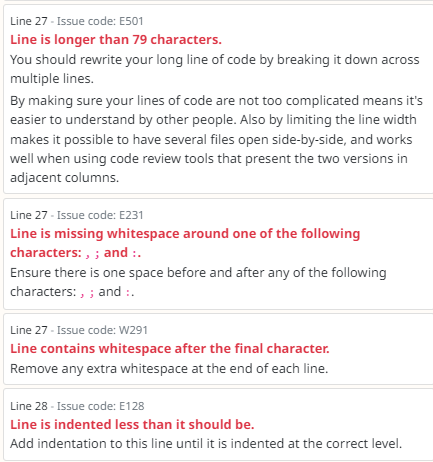 Line 27 - Issue code: E501
Line is longer than 79 characters.
You should rewrite your long line of code by breaking it down across
multiple lines.
By making sure your lines of code are not too complicated means it's
easier to understand by other people. Also by limiting the line width
makes it possible to have several files open side-by-side, and works
well when using code review tools that present the two versions in
adjacent columns.
Line 27 - Issue code: E231
Line is missing whitespace around one of the following
characters: , ; and :.
Ensure there is one space before and after any of the following
characters: , ; and :.
Line 27 - Issue code: W291
Line contains whitespace after the final character.
Remove any extra whitespace at the end of each line.
Line 28 - Issue code: E128
Line is indented less than it should be.
Add indentation to this line until it is indented at the correct level.